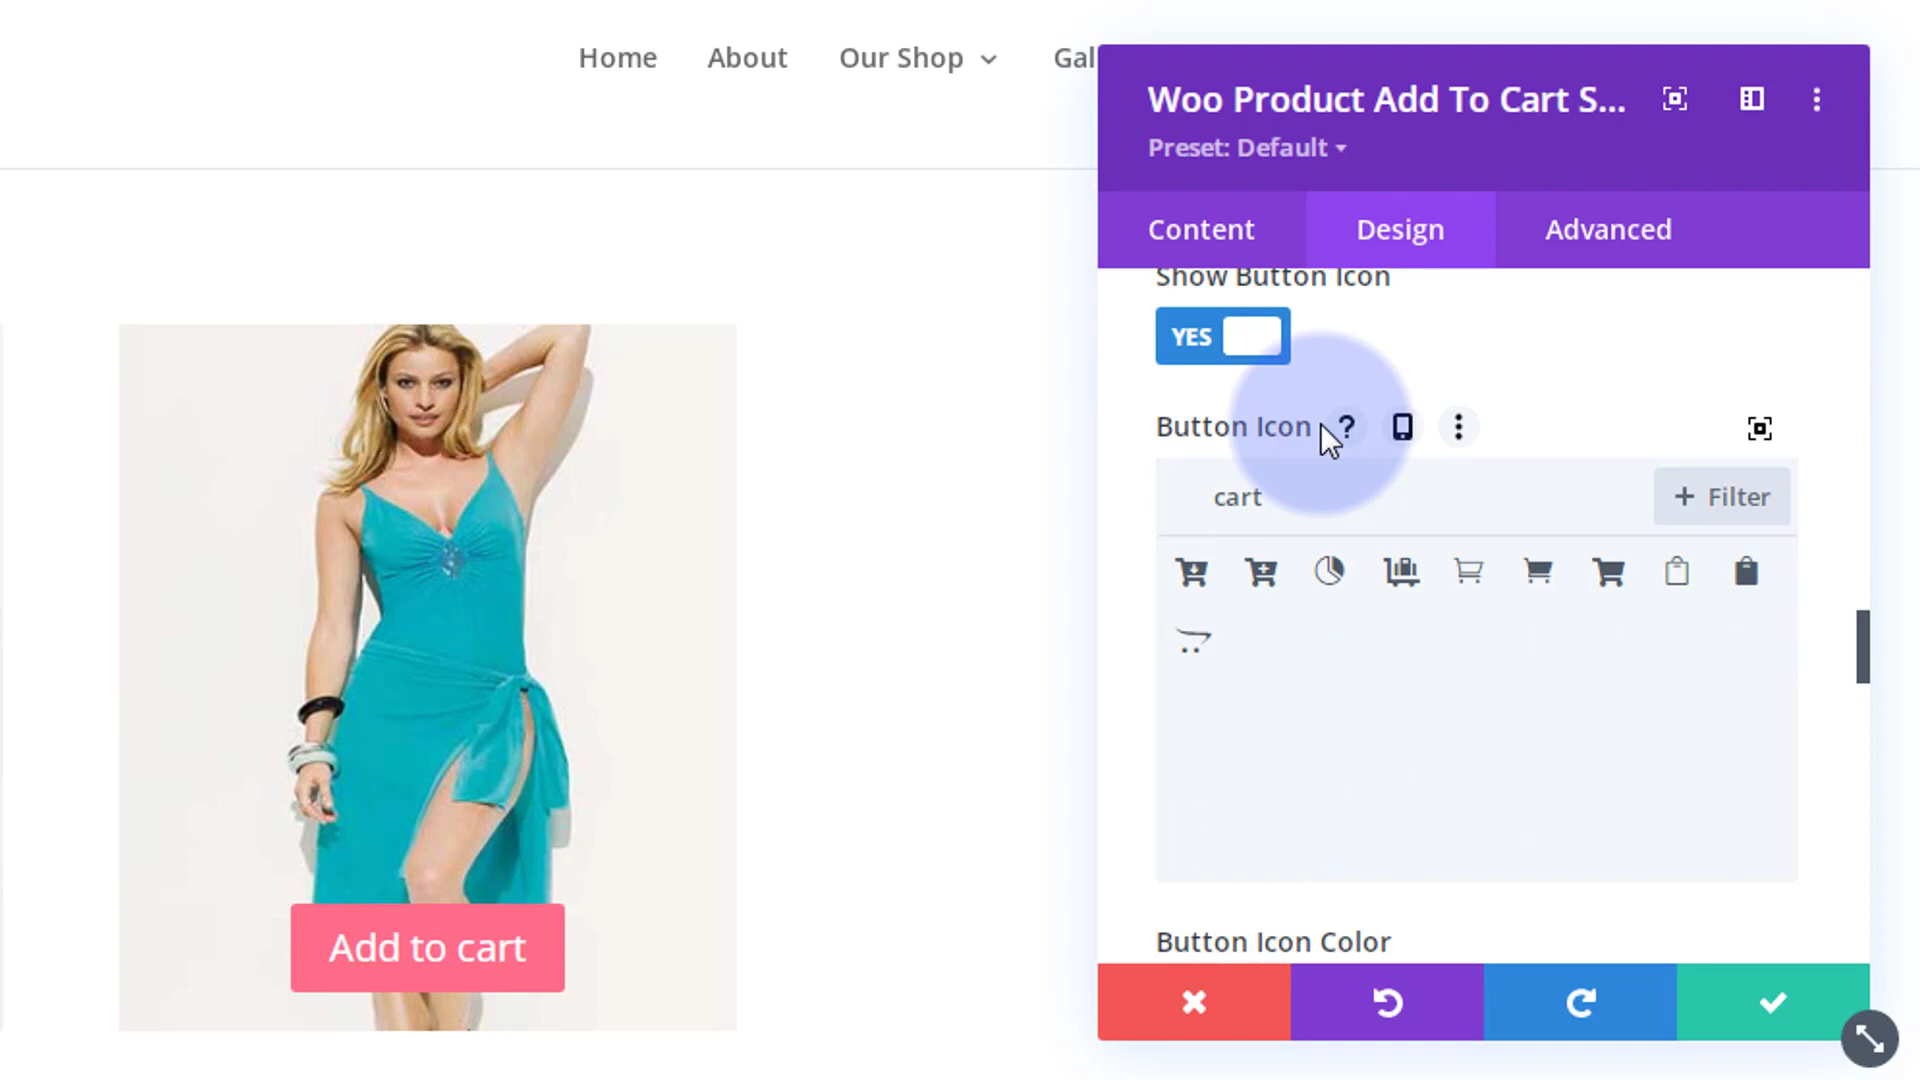 Home About Our Shop Gal
Woo Product Add To Cart S...
Preset: Default
Content Design Advanced
Show Button Icon
YES
Button Icon ?
cart + Filter
Add to cart
Button Icon Color